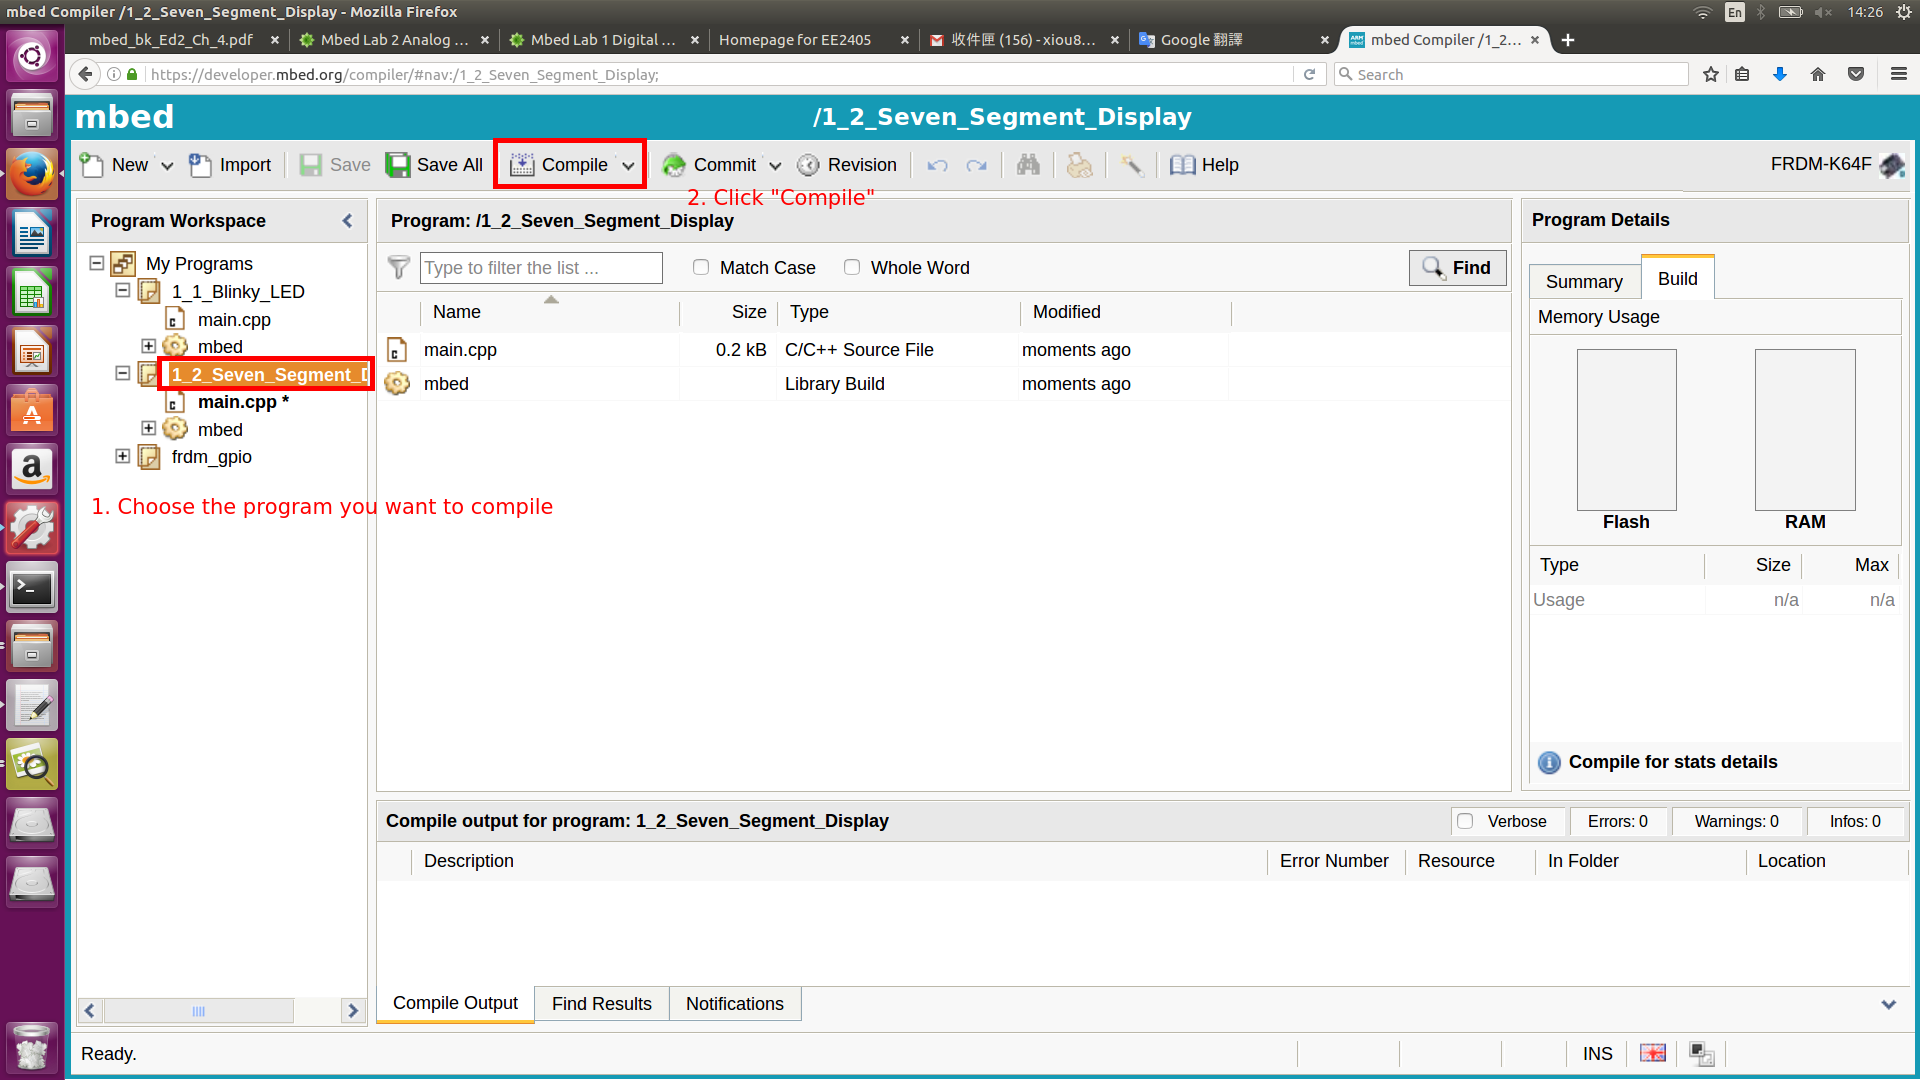 mbed Compiler /1_2_Seven_Segment_Display - Mozilla Firefox
En
14:26
mbed_bk_Ed2_Ch_4.pdf
Mbed Lab 2 Analog ...
Mbed Lab 1 Digital ...
Homepage for EE2405
收件匣 (156) - xiou8...
Google 翻譯
mbed Compiler /1_2...
https://developer.mbed.org/compiler/#nav:/1_2_Seven_Segment_Display;
Search
mbed
/1_2_Seven_Segment_Display
New
Import
Save
Save All
Compile
Commit
Revision
Help
FRDM-K64F
2. Click "Compile"
Program Workspace
Program: /1_2_Seven_Segment_Display
Program Details
My Programs
1_1_Blinky_LED
main.cpp
mbed
1_2_Seven_Segment_D
main.cpp *
mbed
frdm_gpio
1. Choose the program you want to compile
Type to filter the list ...
Match Case
Whole Word
Find
Name Size Type Modified
main.cpp 0.2 kB C/C++ Source File moments ago
mbed Library Build moments ago
Summary
Build
Memory Usage
Flash
RAM
Type Size Max
Usage n/a n/a
Compile for stats details
Compile output for program: 1_2_Seven_Segment_Display
Verbose
Errors: 0
Warnings: 0
Infos: 0
Description Error Number Resource In Folder Location
Compile Output
Find Results
Notifications
Ready.
INS